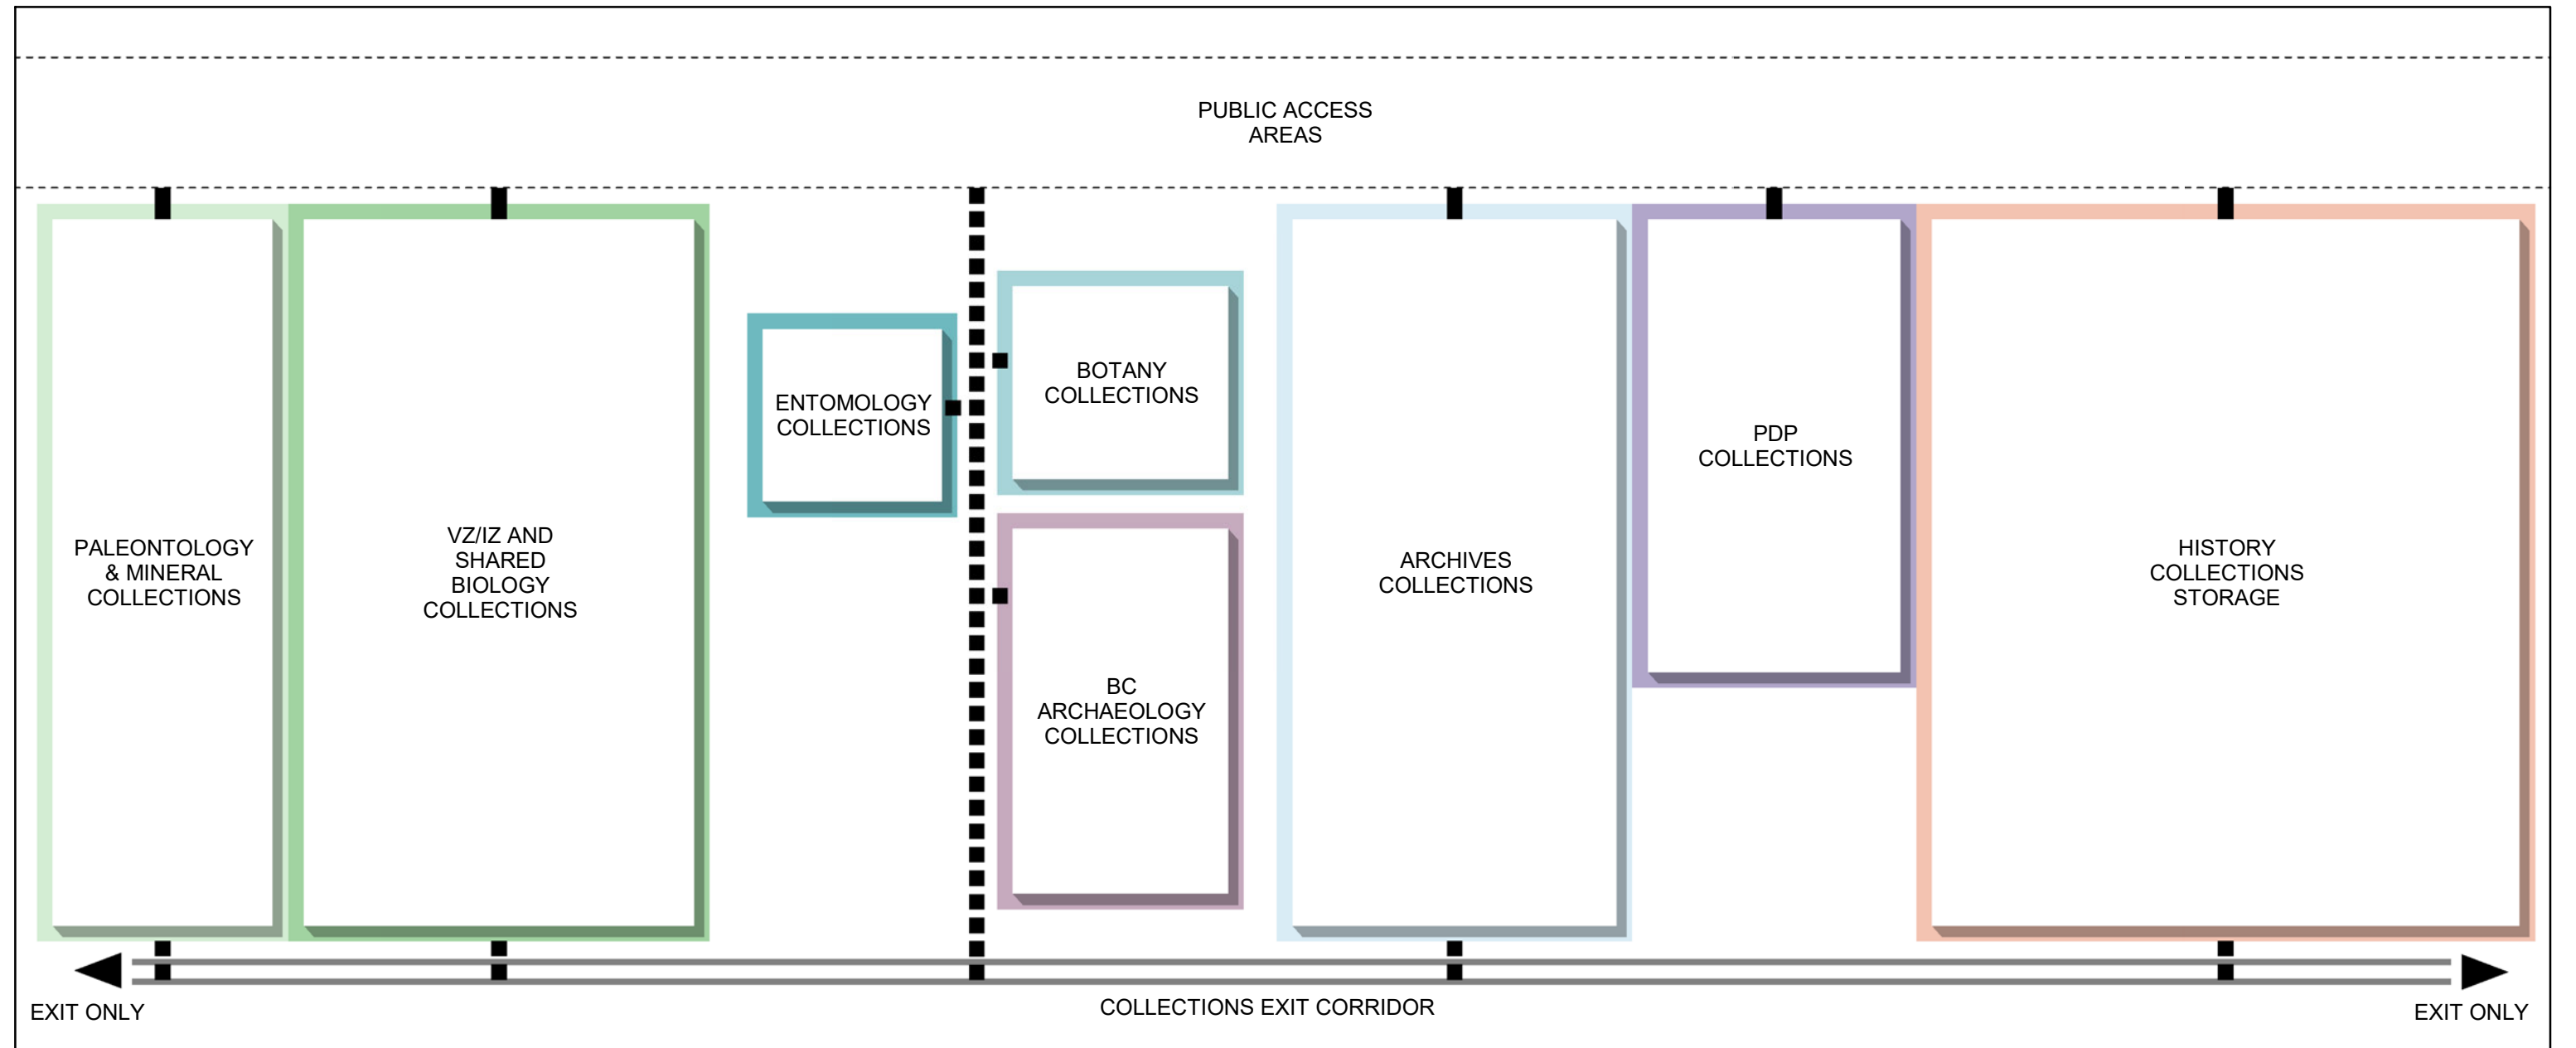 PUBLIC ACCESS
AREAS
PALEONTOLOGY
& MINERAL
COLLECTIONS
VZ/IZ AND
SHARED
BIOLOGY
COLLECTIONS
ENTOMOLOGY
COLLECTIONS
BOTANY
COLLECTIONS
BC
ARCHAEOLOGY
COLLECTIONS
ARCHIVES
COLLECTIONS
PDP
COLLECTIONS
HISTORY
COLLECTIONS
STORAGE
EXIT ONLY
COLLECTIONS EXIT CORRIDOR
EXIT ONLY